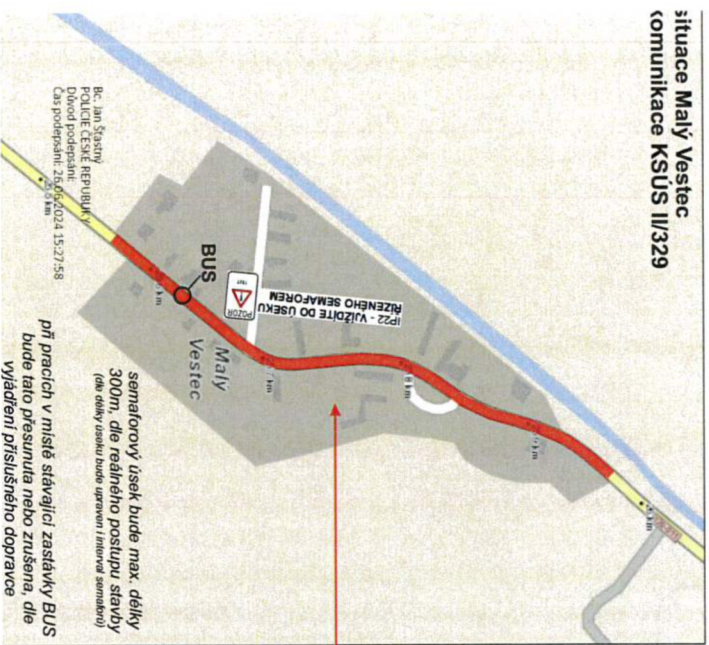 situace Malý Vestec
komunikace KSÚS II/329
Bc. Jan Šťastný
POLICIE ČESKÉ REPUBLIKY
Důvod podepsání:
Čas podepsání: 26.06.2024 15:27:58
BUS
POZOR
IP22 - VJÍŽDÍTE DO ÚSEKU
ŘÍZENÉHO SEMAFOREM
Malý
Vestec
semaforový úsek bude max. délky
300m, dle reálného postupu stavby
(dle délky úseku bude upraven i interval semaforů)
při pracích v místě stávající zastávky BUS
bude tato přesunuta nebo zrušena, dle
vyjádření příslušného dopravce